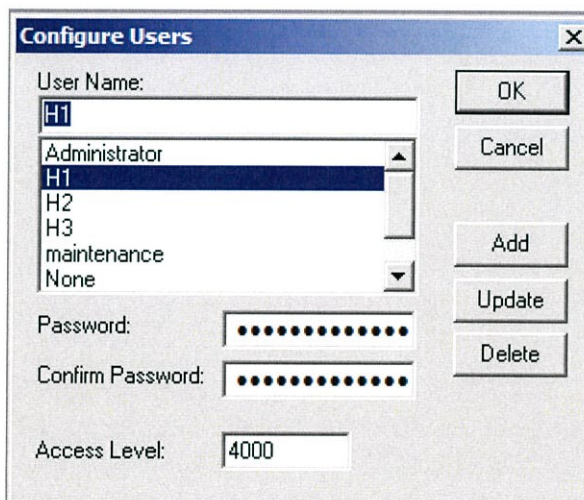 Configure Users
User Name:
H1
Administrator
H1
H2
H3
maintenance
None
Password:
•••••••••••••
Confirm Password:
•••••••••••••
Access Level:
4000
OK
Cancel
Add
Update
Delete